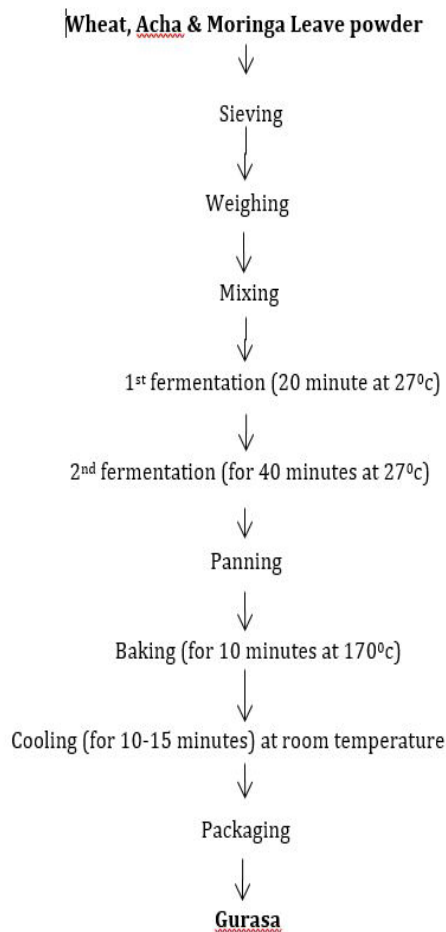 Wheat, Acha & Moringa Leave powder
Sieving
Weighing
Mixing
1st fermentation (20 minute at 27⁰c)
2nd fermentation (for 40 minutes at 27⁰c)
Panning
Baking (for 10 minutes at 170⁰c)
Cooling (for 10-15 minutes) at room temperature
Packaging
Gurasa